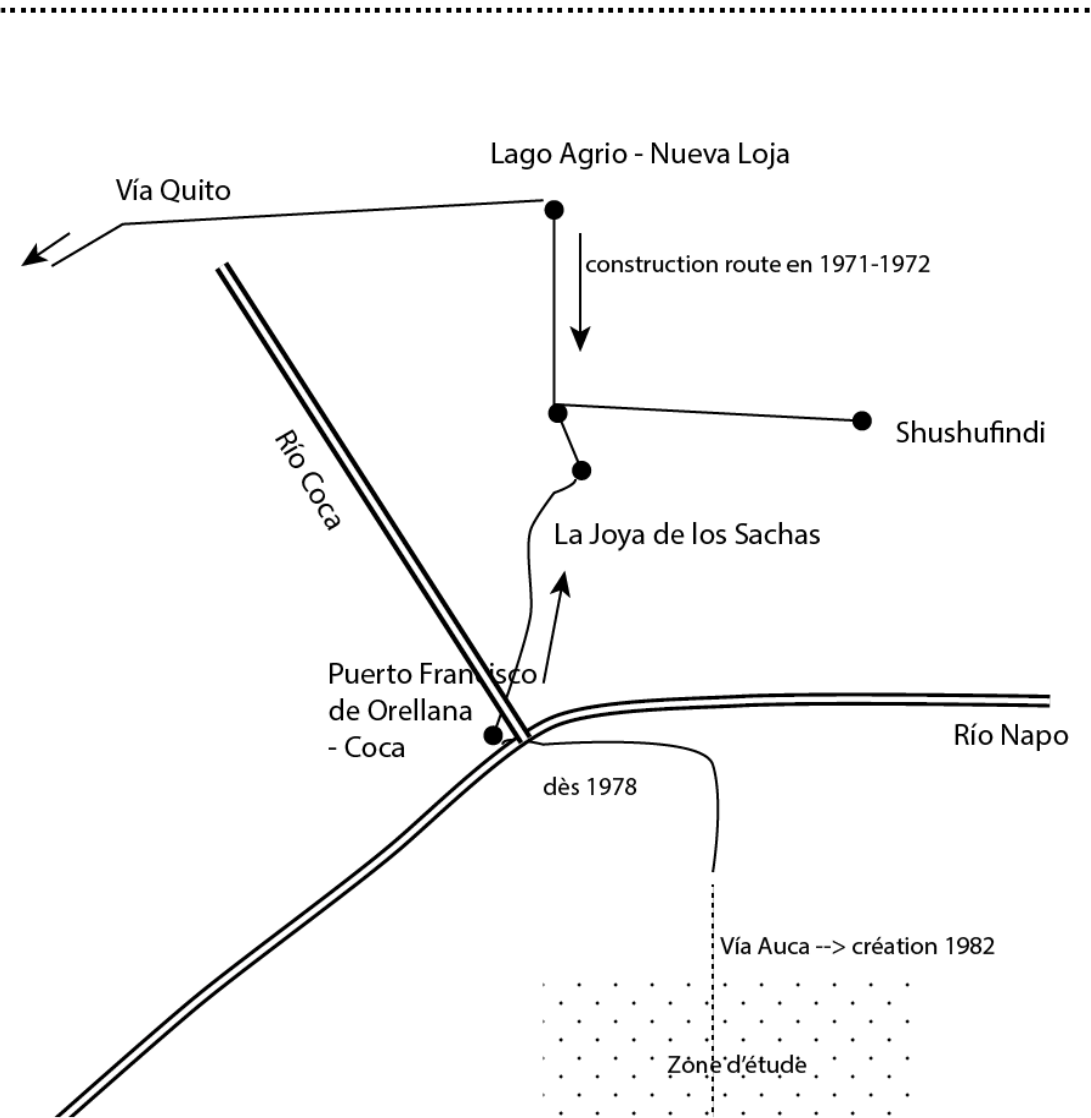 Lago Agrio - Nueva Loja
Vía Quito
construction route en 1971-1972
Shushufindi
Río Coca
La Joya de los Sachas
Puerto Francisco
de Orellana
- Coca
Río Napo
dès 1978
Vía Auca --> création 1982
Zone d'étude